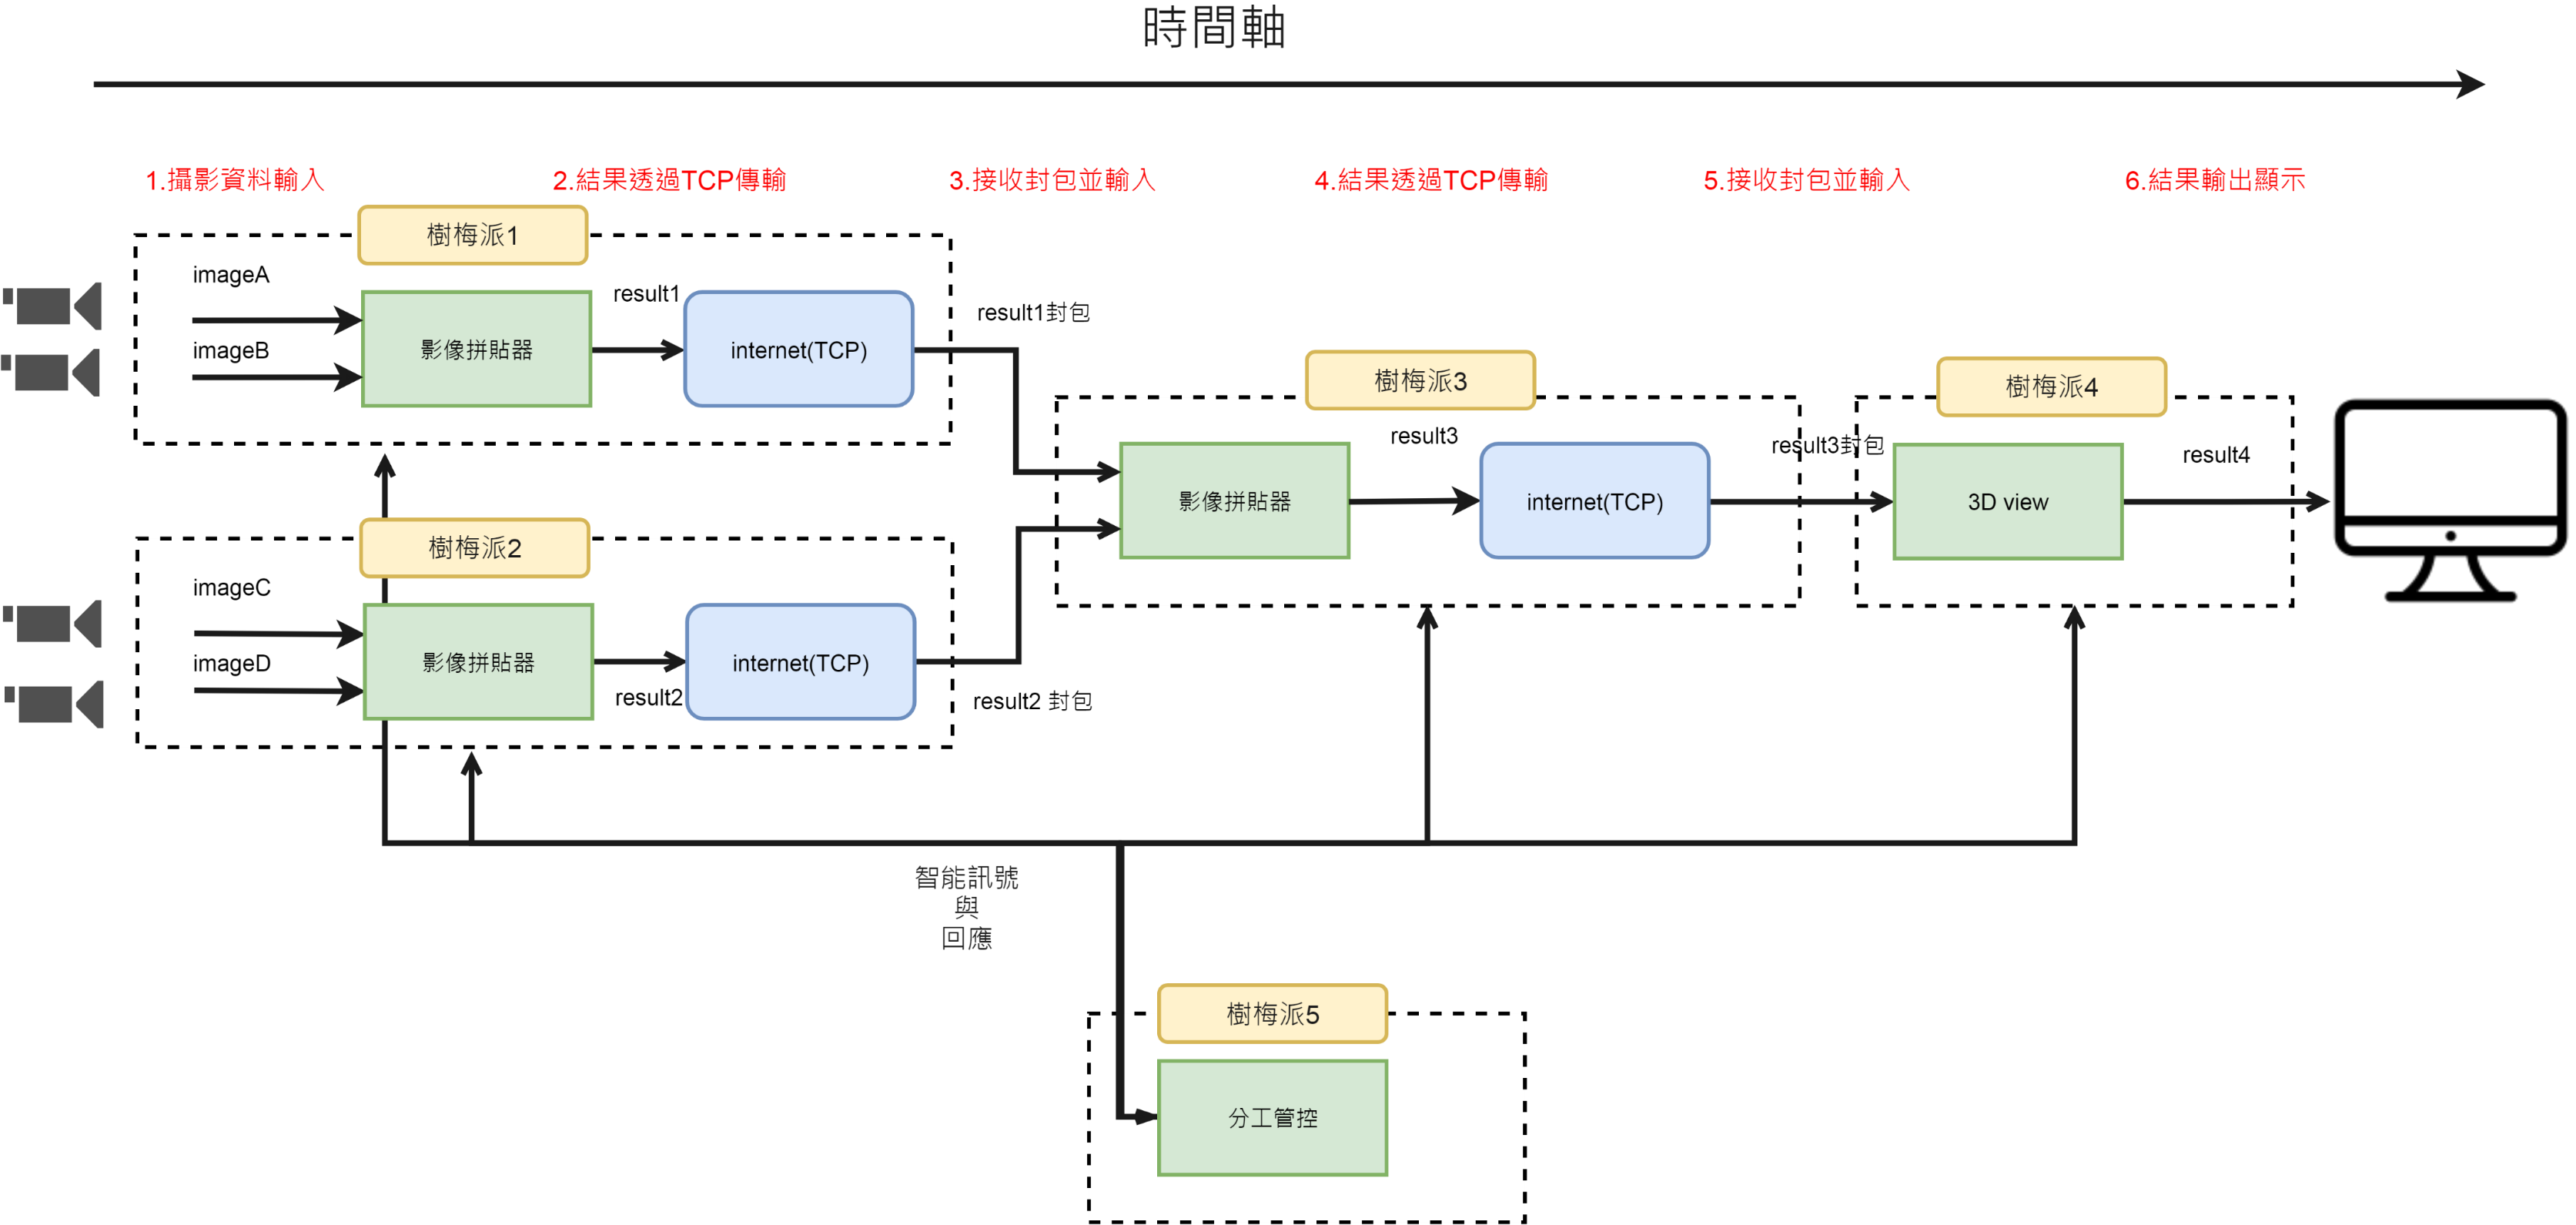 時間軸
1.攝影資料輸入
2.結果透過TCP傳輸
3.接收封包並輸入
4.結果透過TCP傳輸
5.接收封包並輸入
6.結果輸出顯示
樹梅派1
imageA
imageB
影像拼貼器
result1
internet(TCP)
result1封包
樹梅派2
imageC
imageD
影像拼貼器
result2
internet(TCP)
result2 封包
樹梅派3
影像拼貼器
result3
internet(TCP)
result3封包
樹梅派4
3D view
result4
智能訊號
與
回應
樹梅派5
分工管控